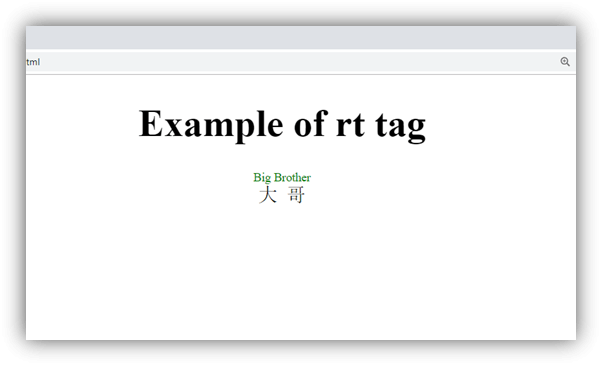 tml
Example of rt tag
Big Brother
大 哥